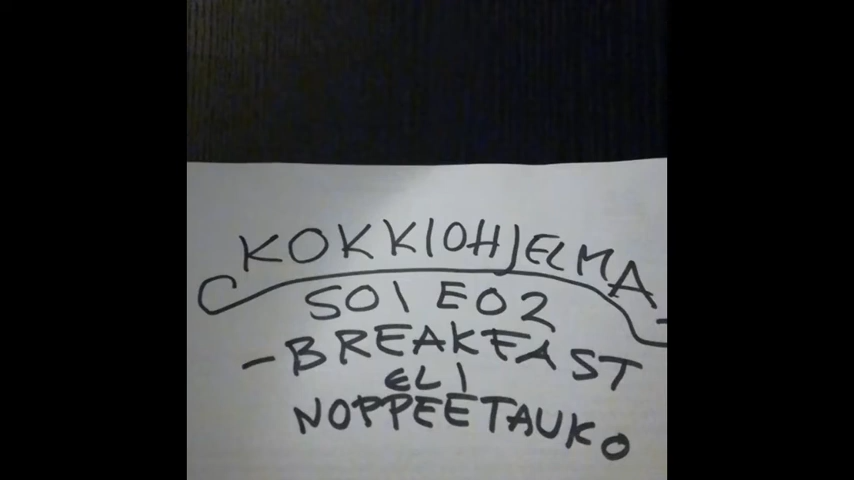 KOKKIOHJELMA
S01E02
-BREAKFAST
ELI
NOPPEETAUKO